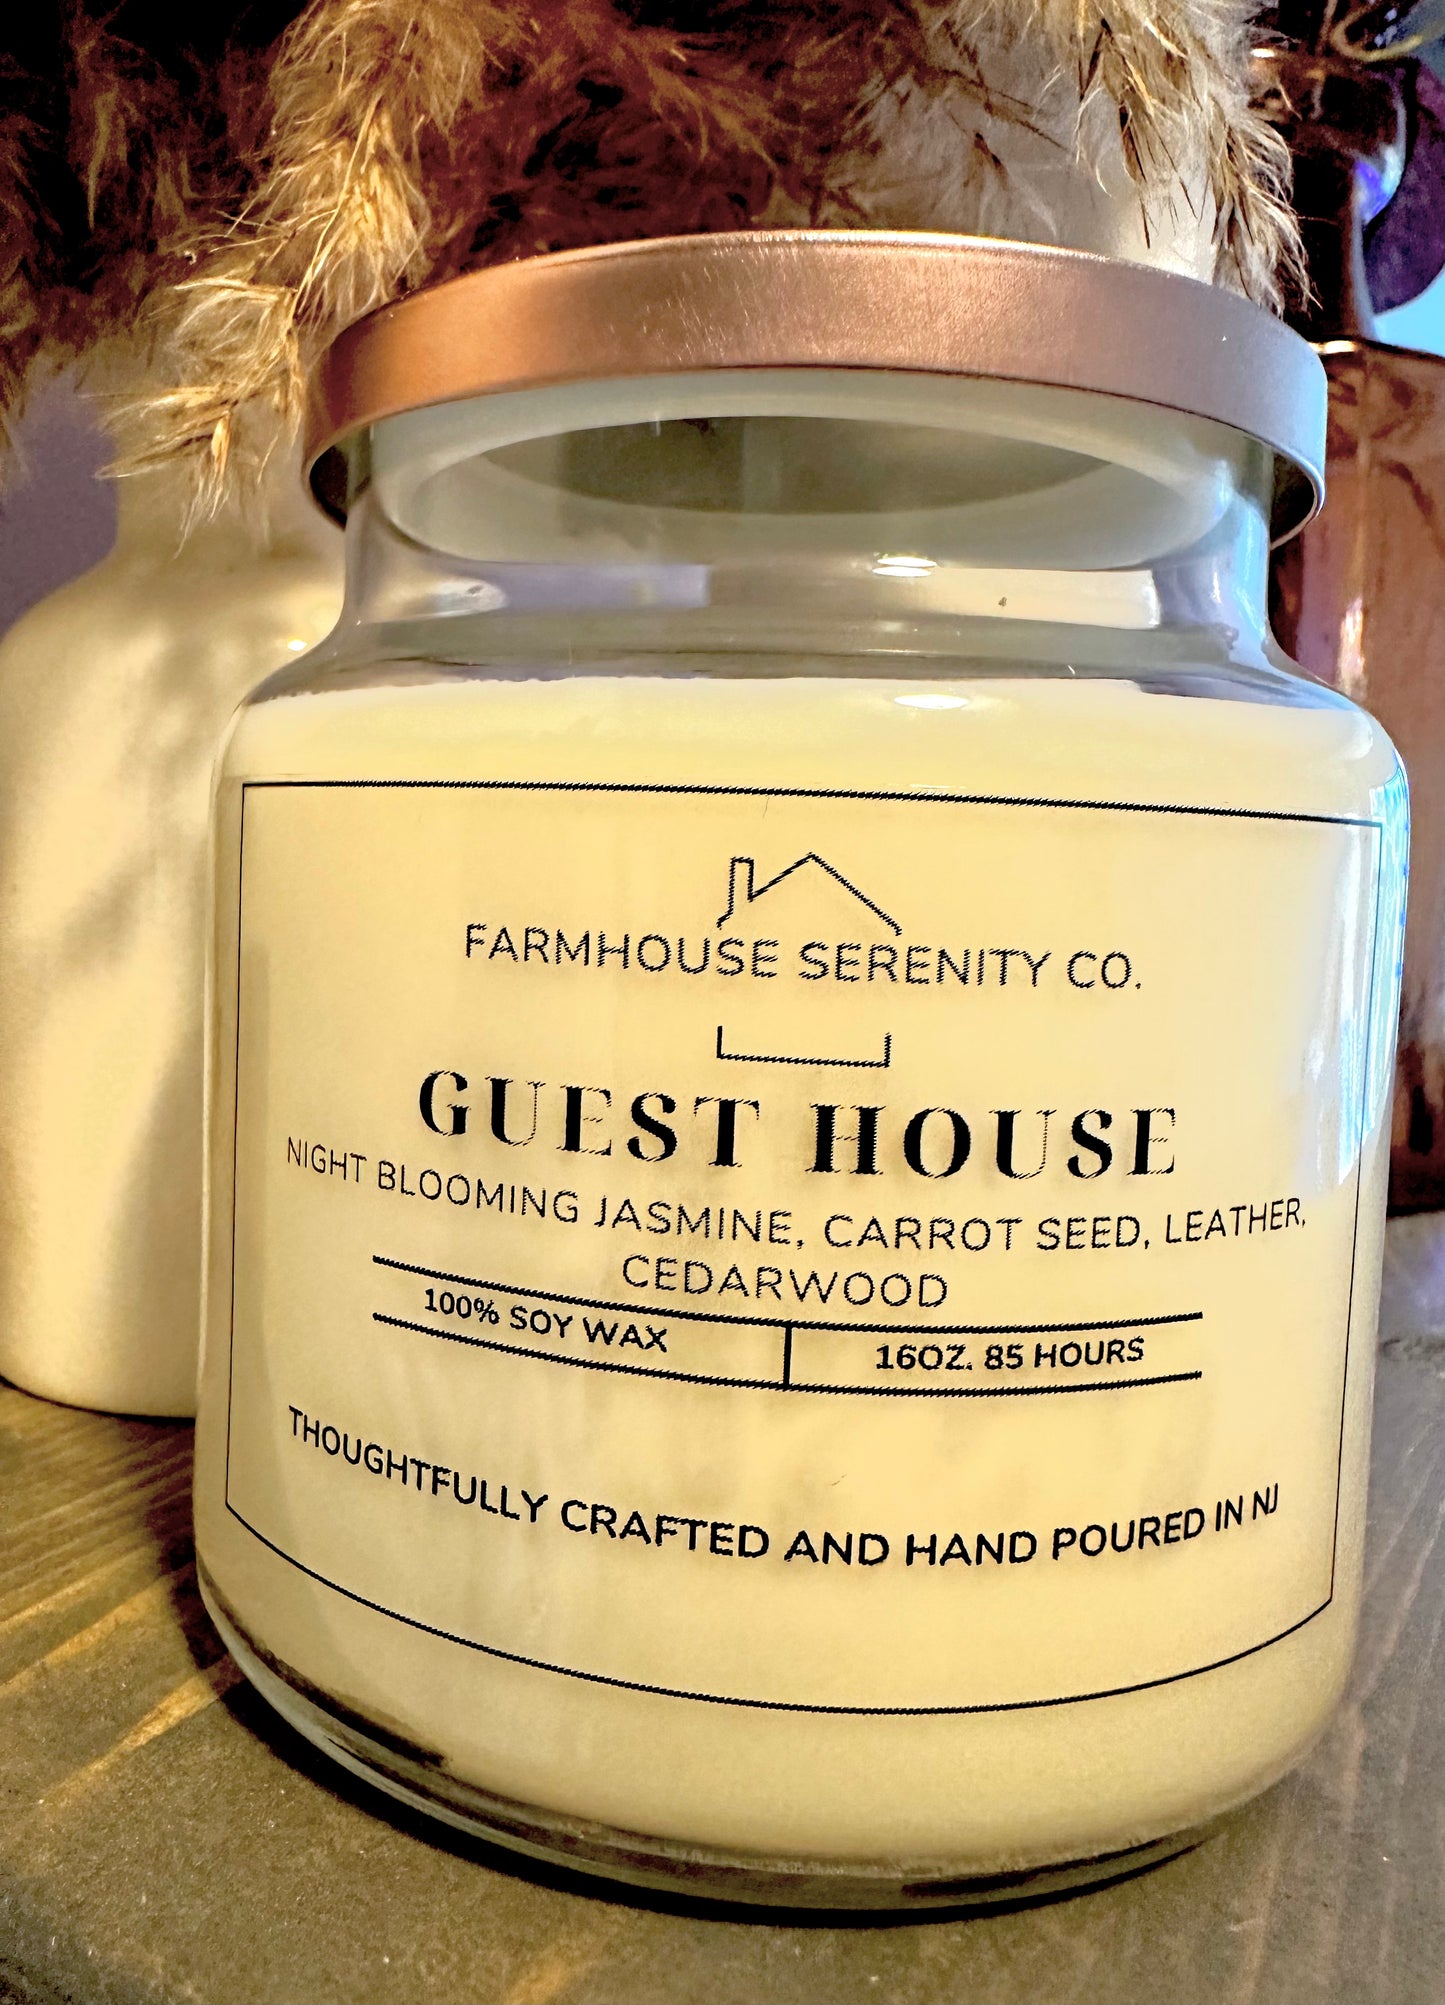 FARMHOUSE SERENITY CO.
GUEST HOUSE
NIGHT BLOOMING JASMINE, CARROT SEED, LEATHER,
CEDARWOOD
100% SOY WAX
16OZ. 85 HOURS
THOUGHTFULLY CRAFTED AND HAND POURED IN NJ